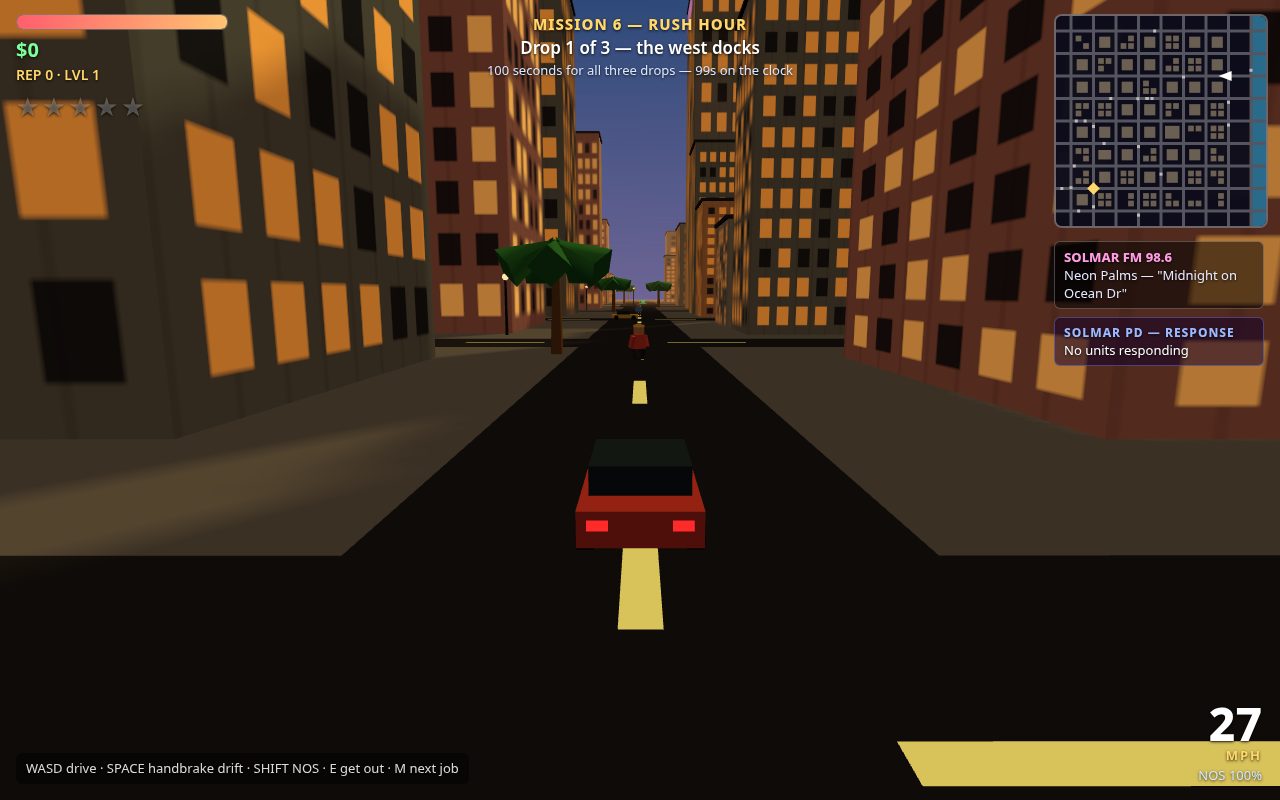 $0
REP 0 · LVL 1
MISSION 6 — RUSH HOUR
Drop 1 of 3 — the west docks
100 seconds for all three drops — 99s on the clock
SOLMAR FM 98.6
Neon Palms — "Midnight on
Ocean Dr"
SOLMAR PD — RESPONSE
No units responding
WASD drive · SPACE handbrake drift · SHIFT NOS · E get out · M next job
27
MPH
NOS 100%